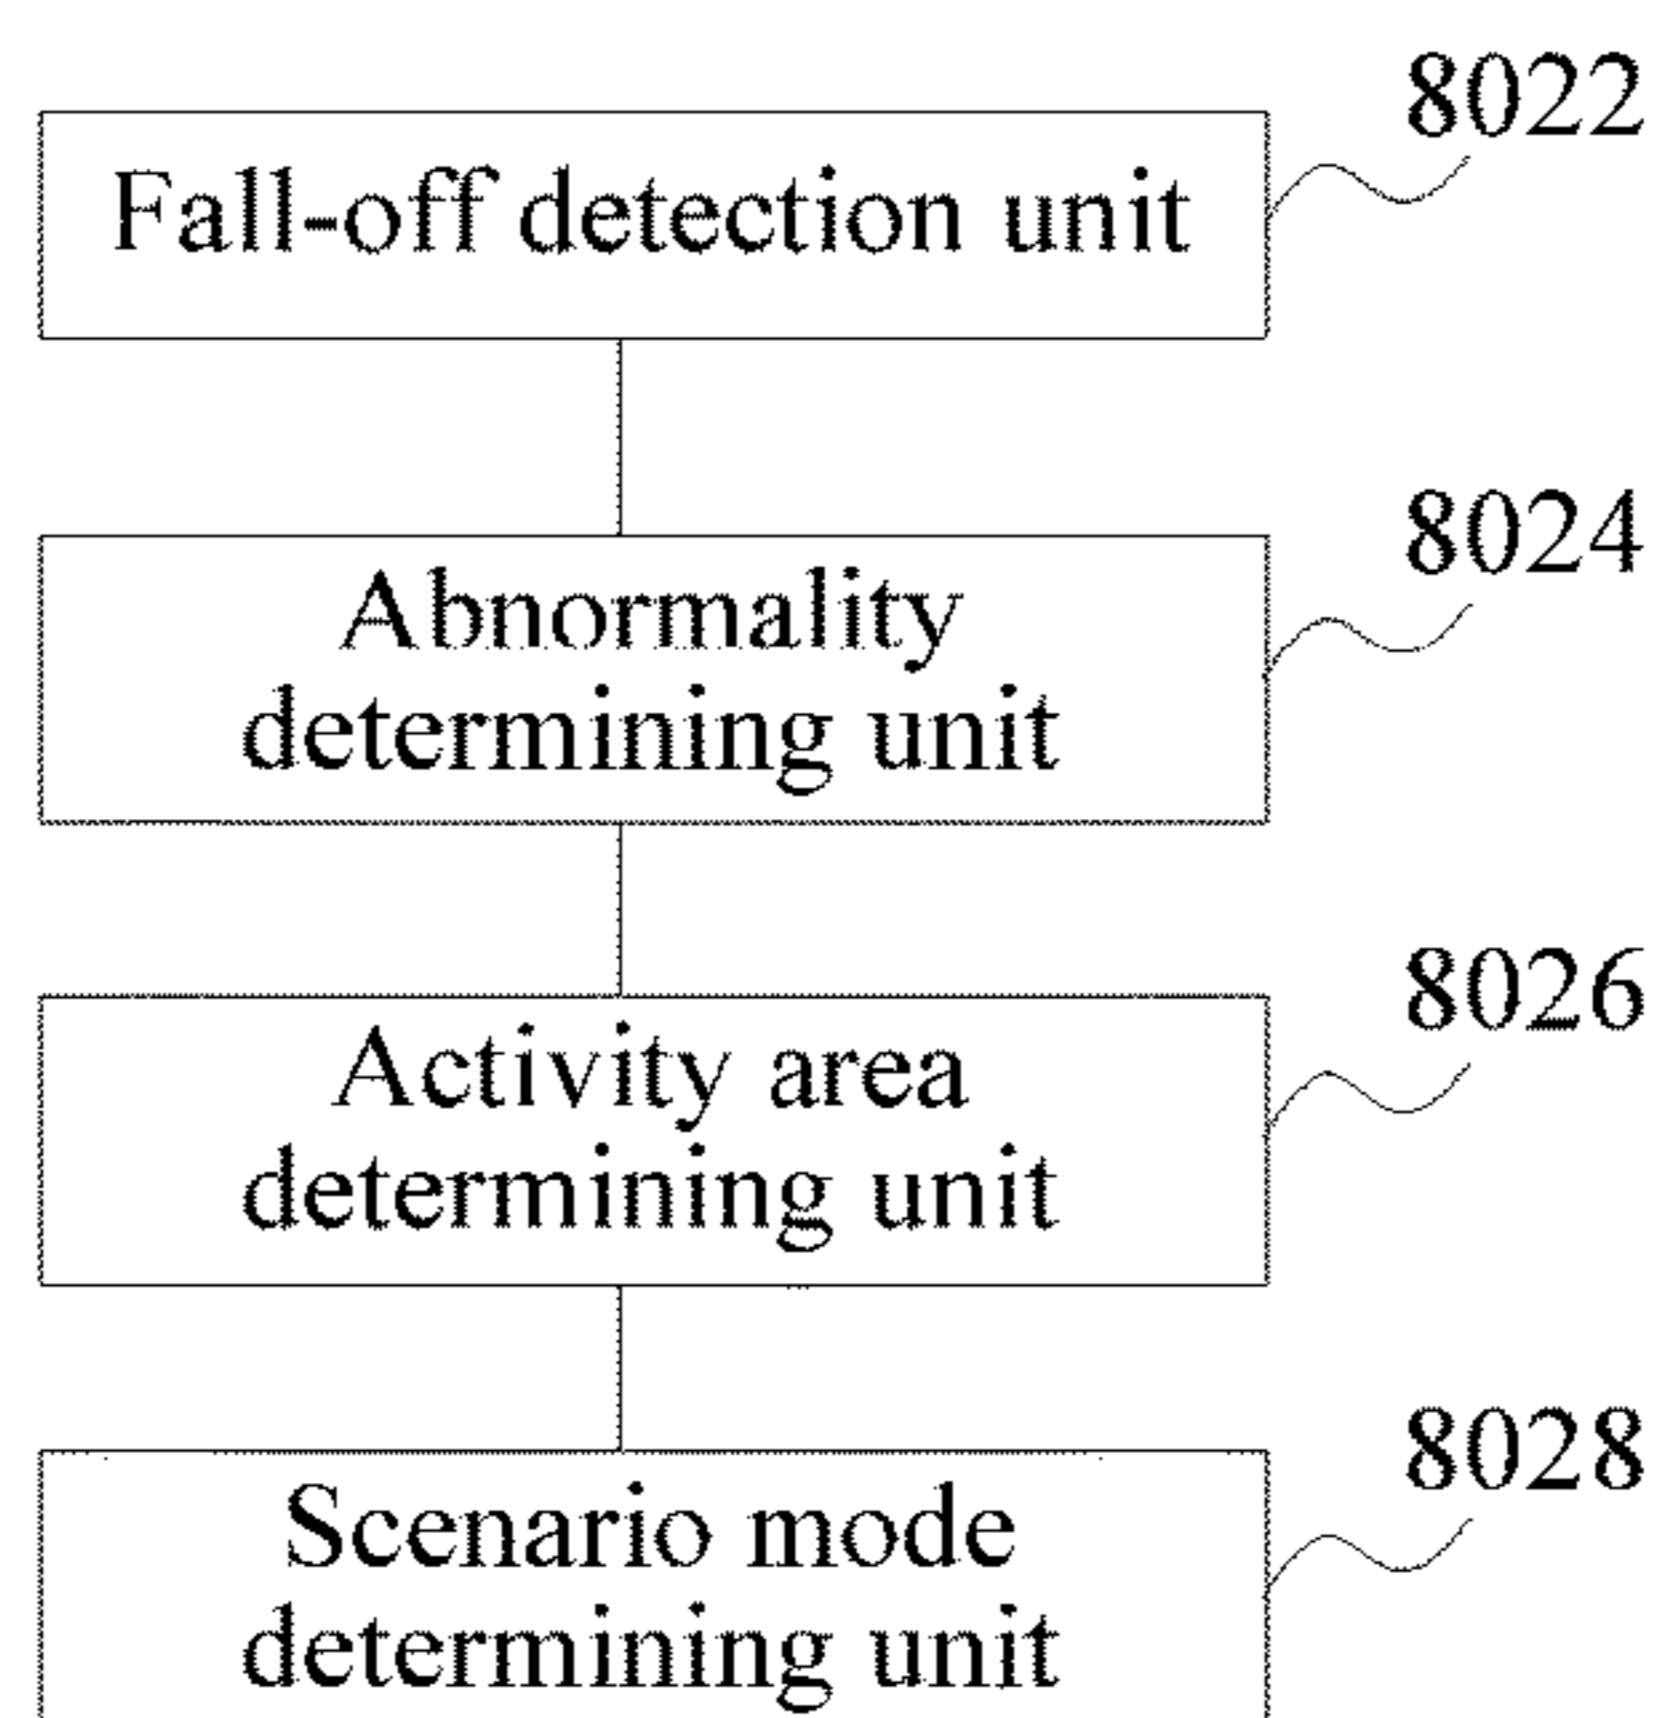 8022
Fall-off detection unit
8024
Abnormality
determining unit
8026
Activity area
determining unit
8028
Scenario mode
determining unit